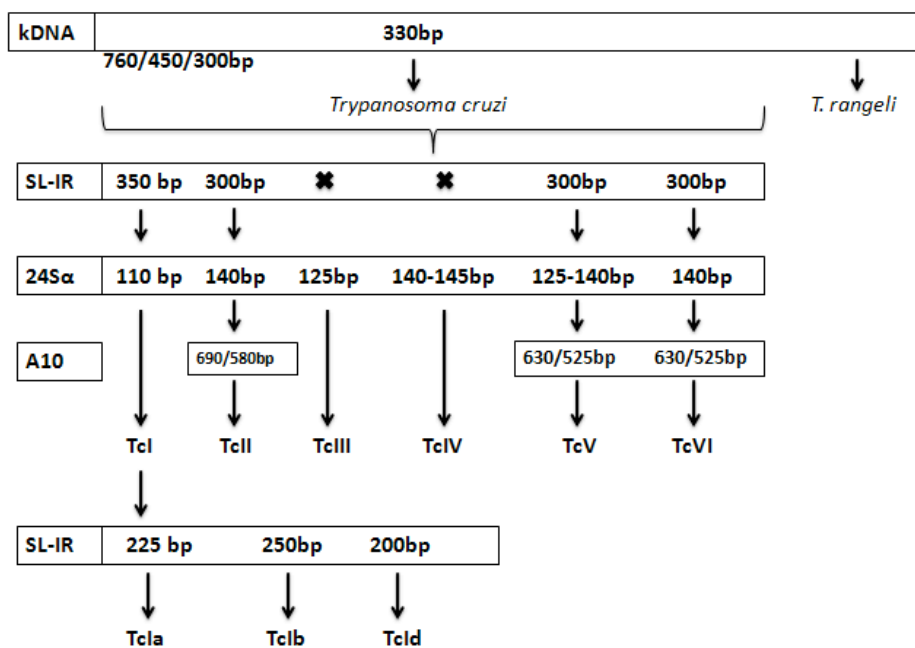 kDNA 330bp
760/450/300bp
Trypanosoma cruzi T. rangeli
SL-IR 350 bp 300bp ✖ ✖ 300bp 300bp
24Sα 110 bp 140bp 125bp 140-145bp 125-140bp 140bp
A10 690/580bp 630/525bp 630/525bp
TcI TcII TcIII TcIV TcV TcVI
SL-IR 225 bp 250bp 200bp
TcIa TcIb TcId